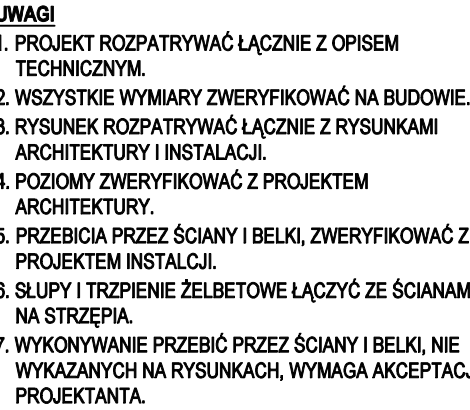 UWAGI
1. PROJEKT ROZPATRYWAĆ ŁĄCZNIE Z OPISEM
TECHNICZNYM.
2. WSZYSTKIE WYMIARY ZWERYFIKOWAĆ NA BUDOWIE.
3. RYSUNEK ROZPATRYWAĆ ŁĄCZNIE Z RYSUNKAMI
ARCHITEKTURY I INSTALACJI.
4. POZIOMY ZWERYFIKOWAĆ Z PROJEKTEM
ARCHITEKTURY.
5. PRZEBICIA PRZEZ ŚCIANY I BELKI, ZWERYFIKOWAĆ Z
PROJEKTEM INSTALCJI.
6. SŁUPY I TRZPIENIE ŻELBETOWE ŁĄCZYĆ ZE ŚCIANAM
NA STRZĘPIA.
7. WYKONYWANIE PRZEBIĆ PRZEZ ŚCIANY I BELKI, NIE
WYKAZANYCH NA RYSUNKACH, WYMAGA AKCEPTACJ
PROJEKTANTA.